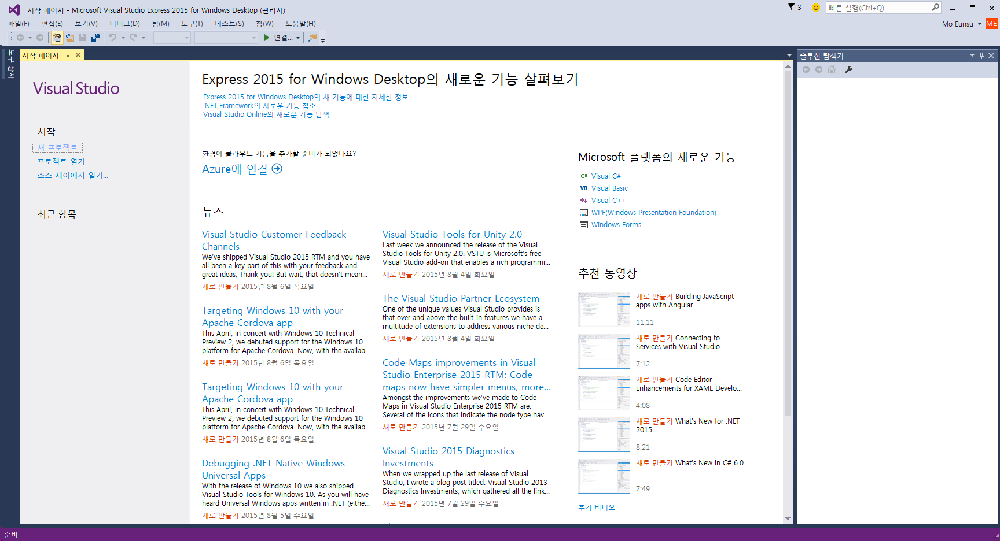 시작 페이지 - Microsoft Visual Studio Express 2015 for Windows Desktop (관리자)
3
빠른 실행(Ctrl+Q)
파일(F) 편집(E) 보기(V) 디버그(D) 팀(M) 도구(T) 테스트(S) 창(W) 도움말(H)
Mo Eunsu
ME
연결...
도구 상자
시작 페이지
솔루션 탐색기
Visual Studio
시작
새 프로젝트...
프로젝트 열기...
소스 제어에서 열기...
최근 항목
Express 2015 for Windows Desktop의 새로운 기능 살펴보기
Express 2015 for Windows Desktop의 새 기능에 대한 자세한 정보
.NET Framework의 새로운 기능 참조
Visual Studio Online의 새로운 기능 탐색
환경에 클라우드 기능을 추가할 준비가 되었나요?
Azure에 연결
뉴스
Visual Studio Customer Feedback
Channels
We've shipped Visual Studio 2015 RTM and you have
all been a key part of this with your feedback and
great ideas, Thank you! But wait, that doesn't mean...
새로 만들기 2015년 8월 6일 목요일
Targeting Windows 10 with your
Apache Cordova app
This April, in concert with Windows 10 Technical
Preview 2, we debuted support for the Windows 10
platform for Apache Cordova. Now, with the availab...
새로 만들기 2015년 8월 6일 목요일
Targeting Windows 10 with your
Apache Cordova app
This April, in concert with Windows 10 Technical
Preview 2, we debuted support for the Windows 10
platform for Apache Cordova. Now, with the availab...
새로 만들기 2015년 8월 6일 목요일
Debugging .NET Native Windows
Universal Apps
With the release of Windows 10 we also shipped
Visual Studio Tools for Windows 10. As you will have
heard Universal Windows apps written in .NET (eithe...
새로 만들기 2015년 8월 5일 수요일
Visual Studio Tools for Unity 2.0
Last week we announced the release of the Visual
Studio Tools for Unity 2.0. VSTU is Microsoft's free
Visual Studio add-on that enables a rich programmi...
새로 만들기 2015년 8월 4일 화요일
The Visual Studio Partner Ecosystem
One of the unique values Visual Studio provides is
that over and above the built-in features we have a
multitude of extensions to address various niche de...
새로 만들기 2015년 8월 4일 화요일
Code Maps improvements in Visual
Studio Enterprise 2015 RTM: Code
maps now have simpler menus, more...
Amongst the improvements we've made to Code
Maps in Visual Studio Enterprise 2015 RTM are:
Several of the icons that indicate the node type hav...
새로 만들기 2015년 7월 29일 수요일
Visual Studio 2015 Diagnostics
Investments
When we wrapped up the last release of Visual
Studio, I wrote a blog post titled: Visual Studio 2013
Diagnostics Investments, which gathered all the link...
새로 만들기 2015년 7월 29일 수요일
Microsoft 플랫폼의 새로운 기능
C# Visual C#
VB Visual Basic
Visual C++
WPF(Windows Presentation Foundation)
Windows Forms
추천 동영상
새로 만들기 Building JavaScript
apps with Angular
11:11
새로 만들기 Connecting to
Services with Visual Studio
7:12
새로 만들기 Code Editor
Enhancements for XAML Develo...
4:08
새로 만들기 What's New for .NET
2015
8:21
새로 만들기 What's New in C# 6.0
7:49
추가 비디오
준비